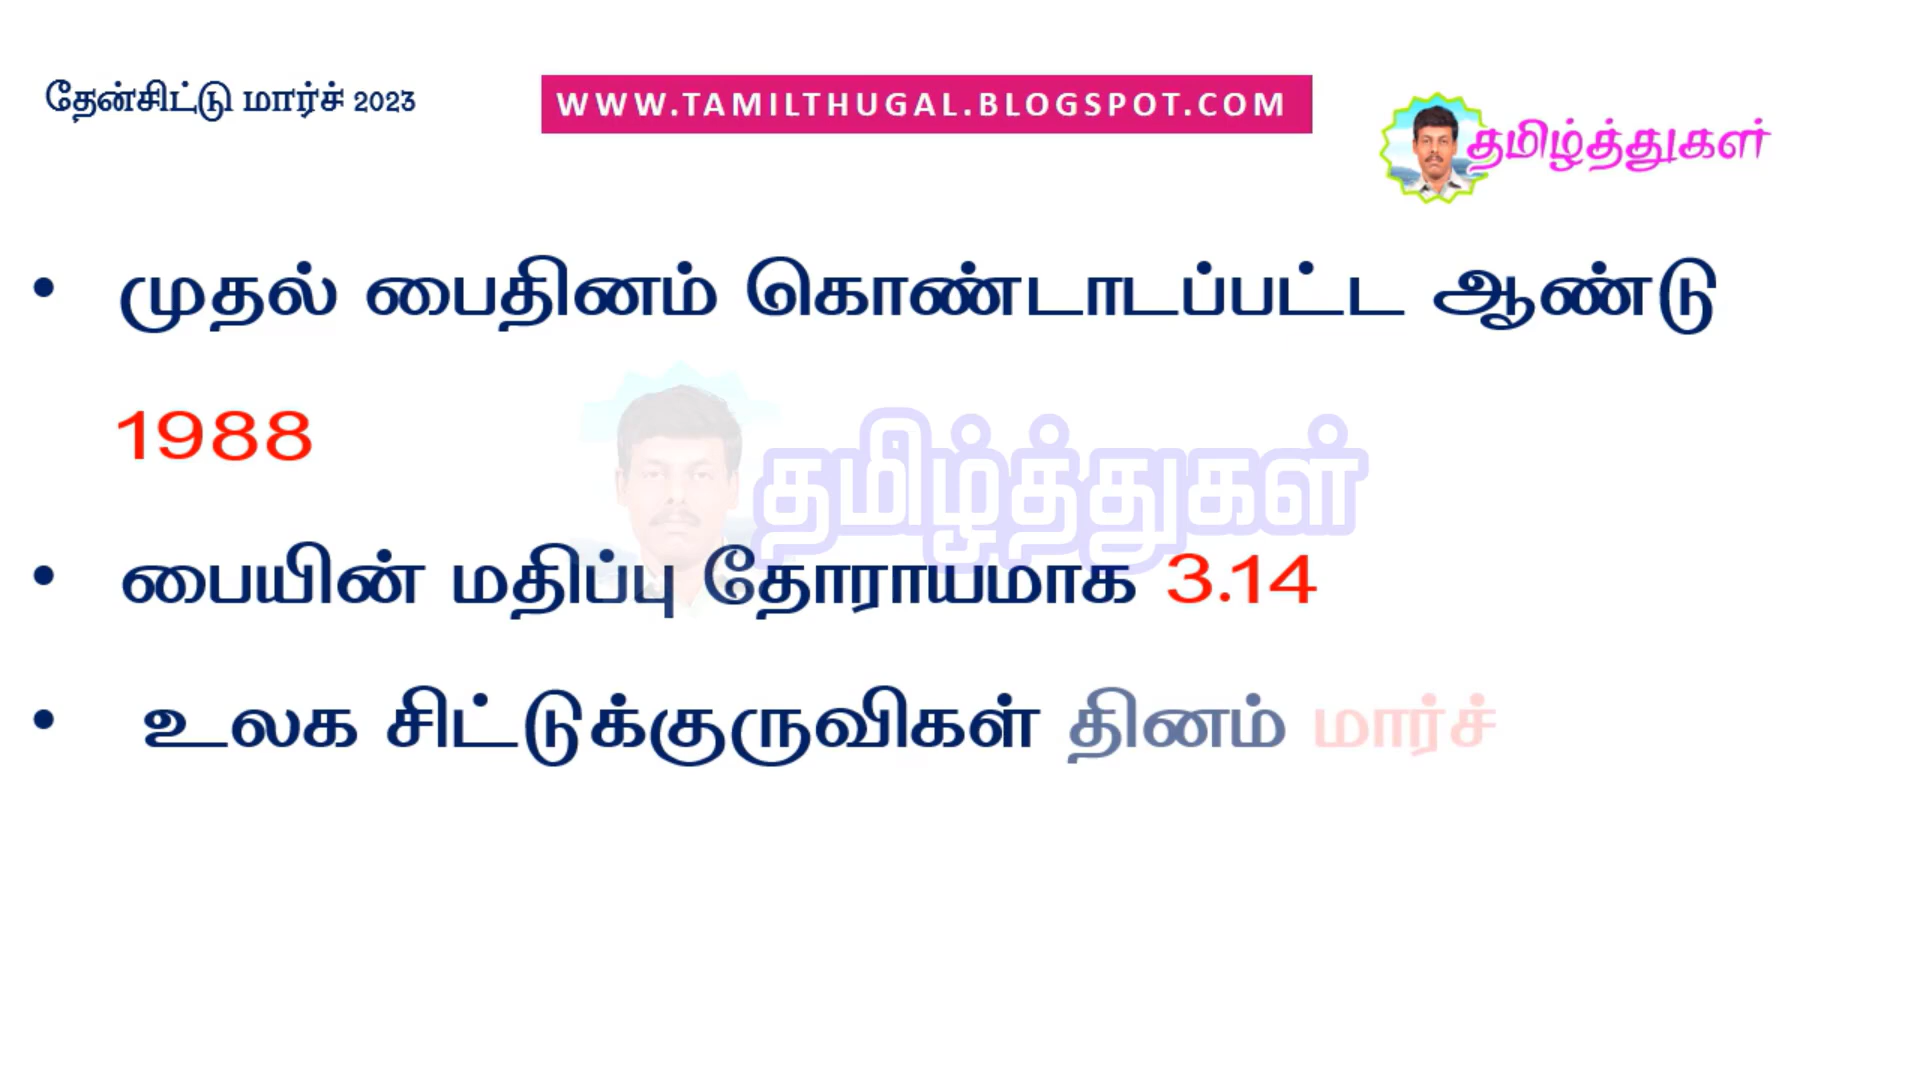 தேன்சிட்டு மார்ச் 2023
WWW.TAMILTHUGAL.BLOGSPOT.COM
தமிழ்த்துகள்
• முதல் பைதினம் கொண்டாடப்பட்ட ஆண்டு
1988
தமிழ்த்துகள்
• பையின் மதிப்பு தோராயமாக 3.14
• உலக சிட்டுக்குருவிகள் தினம் மார்ச்